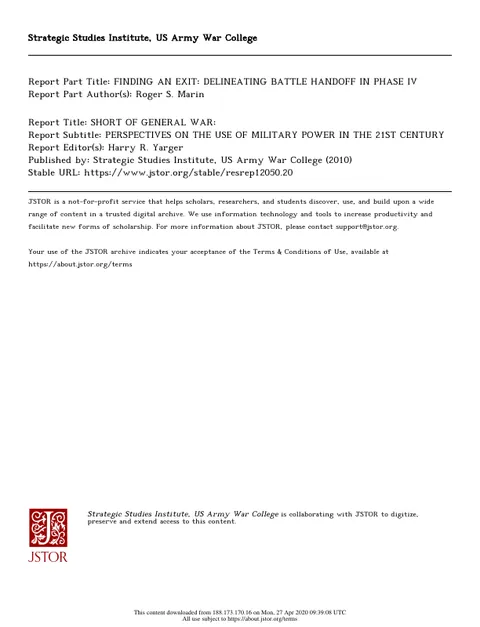 Strategic Studies Institute, US Army War College
Report Part Title: FINDING AN EXIT: DELINEATING BATTLE HANDOFF IN PHASE IV
Report Part Author(s): Roger S. Marin
Report Title: SHORT OF GENERAL WAR:
Report Subtitle: PERSPECTIVES ON THE USE OF MILITARY POWER IN THE 21ST CENTURY
Report Editor(s): Harry R. Yarger
Published by: Strategic Studies Institute, US Army War College (2010)
Stable URL: https://www.jstor.org/stable/resrep12050.20
JSTOR is a not-for-profit service that helps scholars, researchers, and students discover, use, and build upon a wide
range of content in a trusted digital archive. We use information technology and tools to increase productivity and
facilitate new forms of scholarship. For more information about JSTOR, please contact support@jstor.org.
Your use of the JSTOR archive indicates your acceptance of the Terms & Conditions of Use, available at
https://about.jstor.org/terms
Strategic Studies Institute, US Army War College is collaborating with JSTOR to digitize,
preserve and extend access to this content.
JSTOR
This content downloaded from 188.173.170.16 on Mon, 27 Apr 2020 09:39:08 UTC
All use subject to https://about.jstor.org/terms